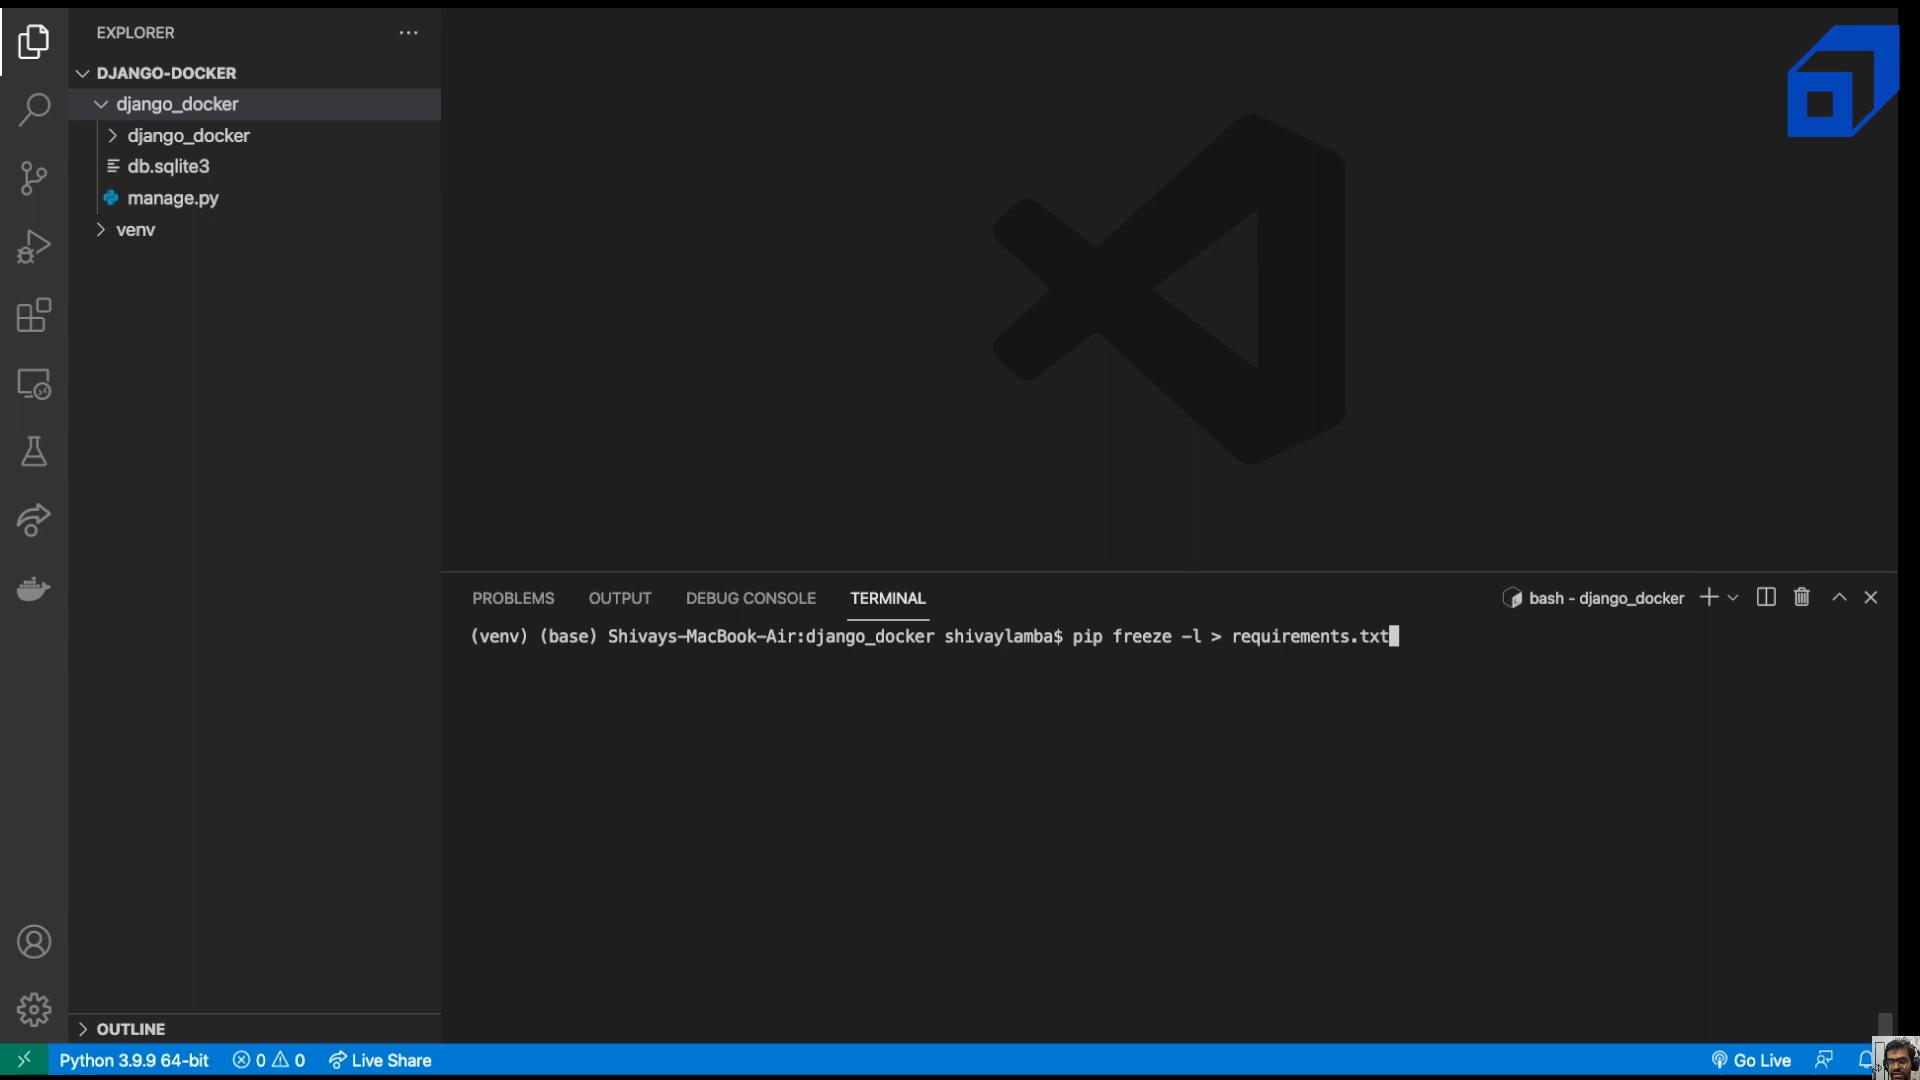 EXPLORER
DJANGO-DOCKER
django_docker
django_docker
db.sqlite3
manage.py
venv
PROBLEMS OUTPUT DEBUG CONSOLE TERMINAL bash - django_docker
(venv) (base) Shivays-MacBook-Air:django_docker shivaylamba$ pip freeze -l > requirements.txt
OUTLINE
Python 3.9.9 64-bit 0 0 Live Share Go Live